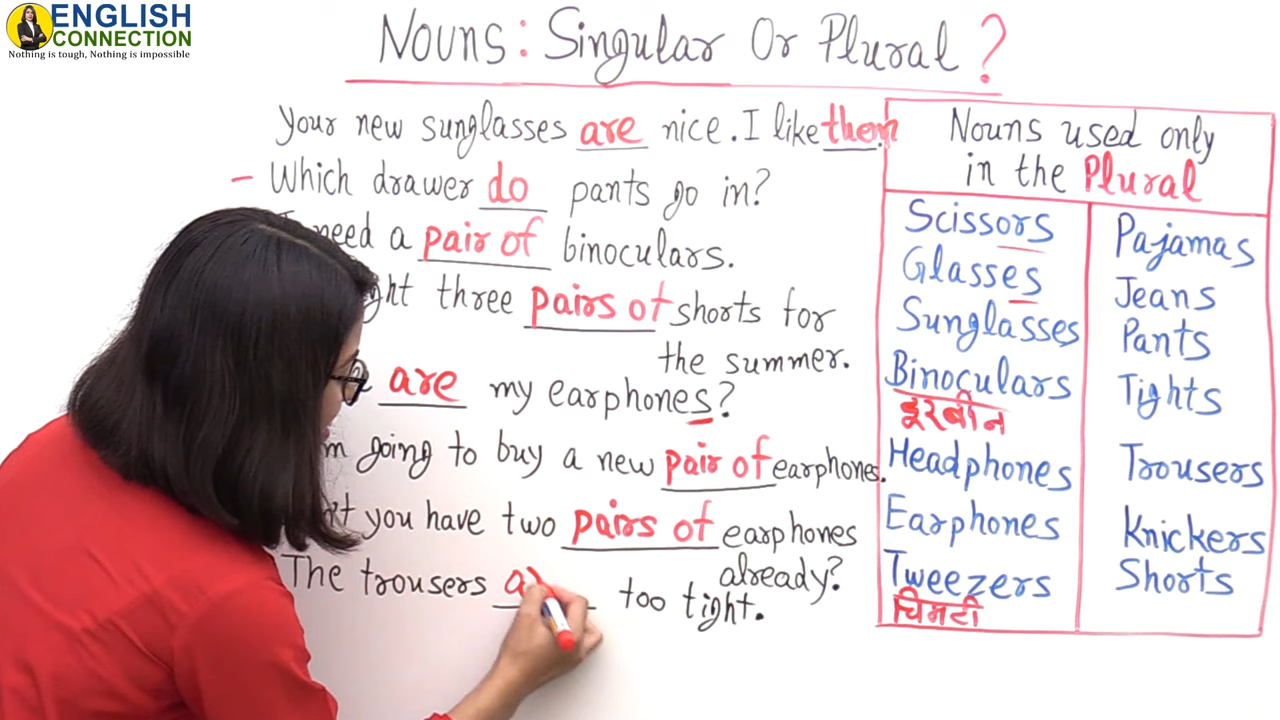 ENGLISH
CONNECTION
Nothing is tough, Nothing is impossible
Nouns: Singular Or Plural?
Your new sunglasses are nice. I like them.
- Which drawer do pants go in?
need a pair of binoculars.
ght three pairs of shorts for
the summer.
are my earphones?
going to buy a new pair of earphones.
't you have two pairs of earphones
already?
The trousers too tight.
Nouns used only
in the Plural
Scissors
Glasses
Sunglasses
Binoculars
दूरबीन
Headphones
Earphones
Tweezers
चिमटी
Pajamas
Jeans
Pants
Tights
Trousers
Knickers
Shorts